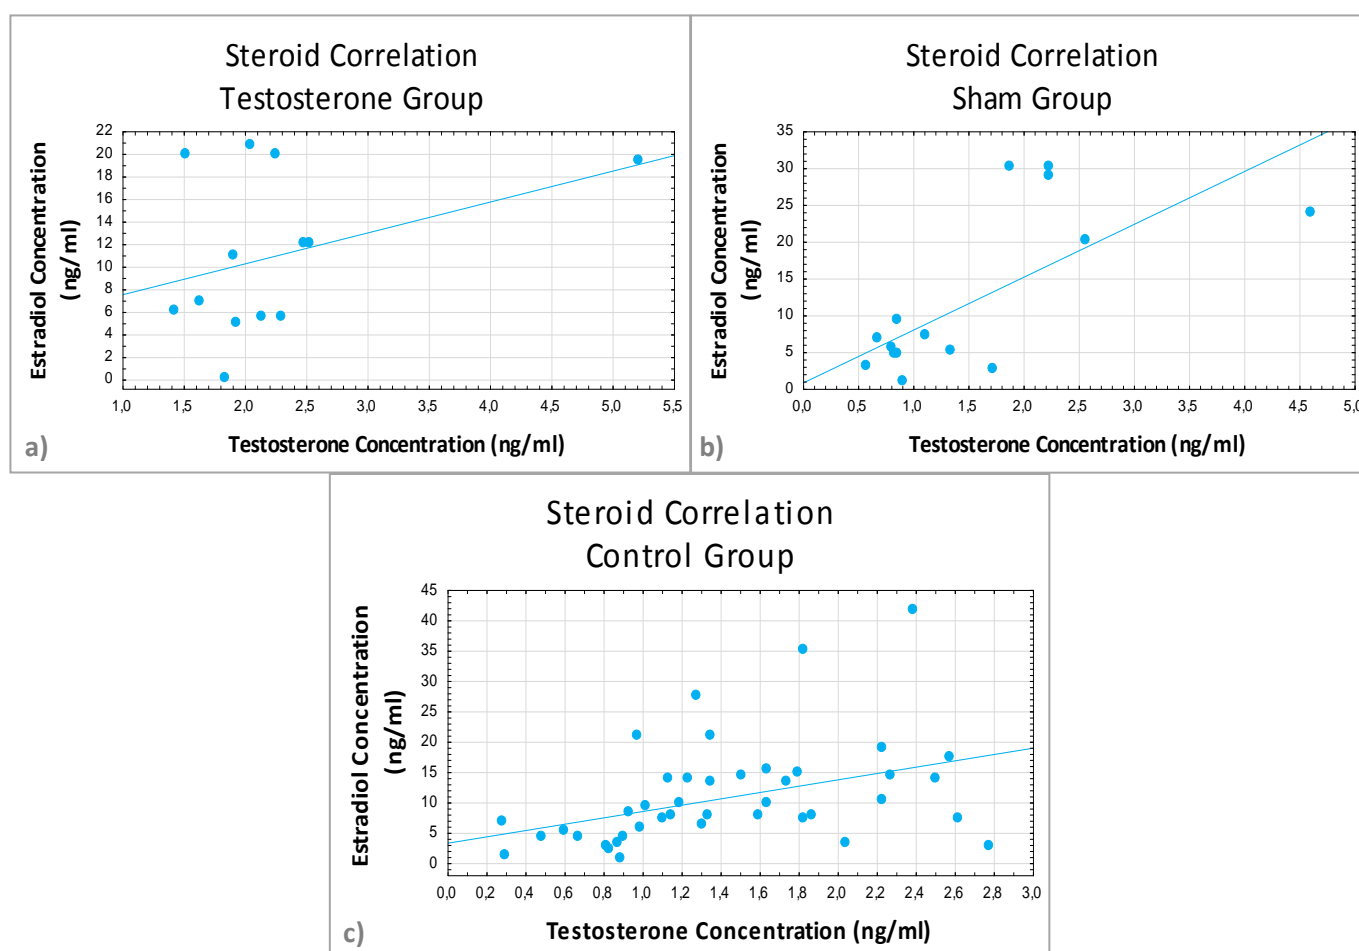 Steroid Correlation
Testosterone Group
Estradiol Concentration
(ng/ml)
22
20
18
16
14
12
10
8
6
4
2
0
1,0 1,5 2,0 2,5 3,0 3,5 4,0 4,5 5,0 5,5
Testosterone Concentration (ng/ml)
a)
Steroid Correlation
Sham Group
Estradiol Concentration
(ng/ml)
35
30
25
20
15
10
5
0
0,0 0,5 1,0 1,5 2,0 2,5 3,0 3,5 4,0 4,5 5,0
Testosterone Concentration (ng/ml)
b)
Steroid Correlation
Control Group
Estradiol Concentration
(ng/ml)
45
40
35
30
25
20
15
10
5
0
0,0 0,2 0,4 0,6 0,8 1,0 1,2 1,4 1,6 1,8 2,0 2,2 2,4 2,6 2,8 3,0
Testosterone Concentration (ng/ml)
c)